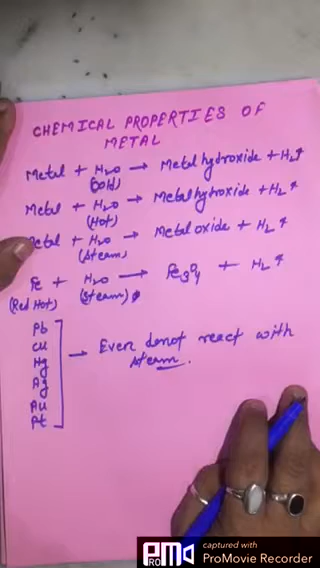 CHEMICAL PROPERTIES OF
METAL
Metal + H2O → Metal hydroxide + H2↑
(Cold)
Metal + H2O → Metal hydroxide + H2↑
(Hot)
Metal + H2O → Metal oxide + H2↑
(Steam)
Fe + H2O → Fe3O4 + H2↑
(Red Hot) (Steam)
Pb
Cu
Hg
Ag
Au
Pt
→ Even donot react with
steam.
PRO
PM
captured with
ProMovie Recorder